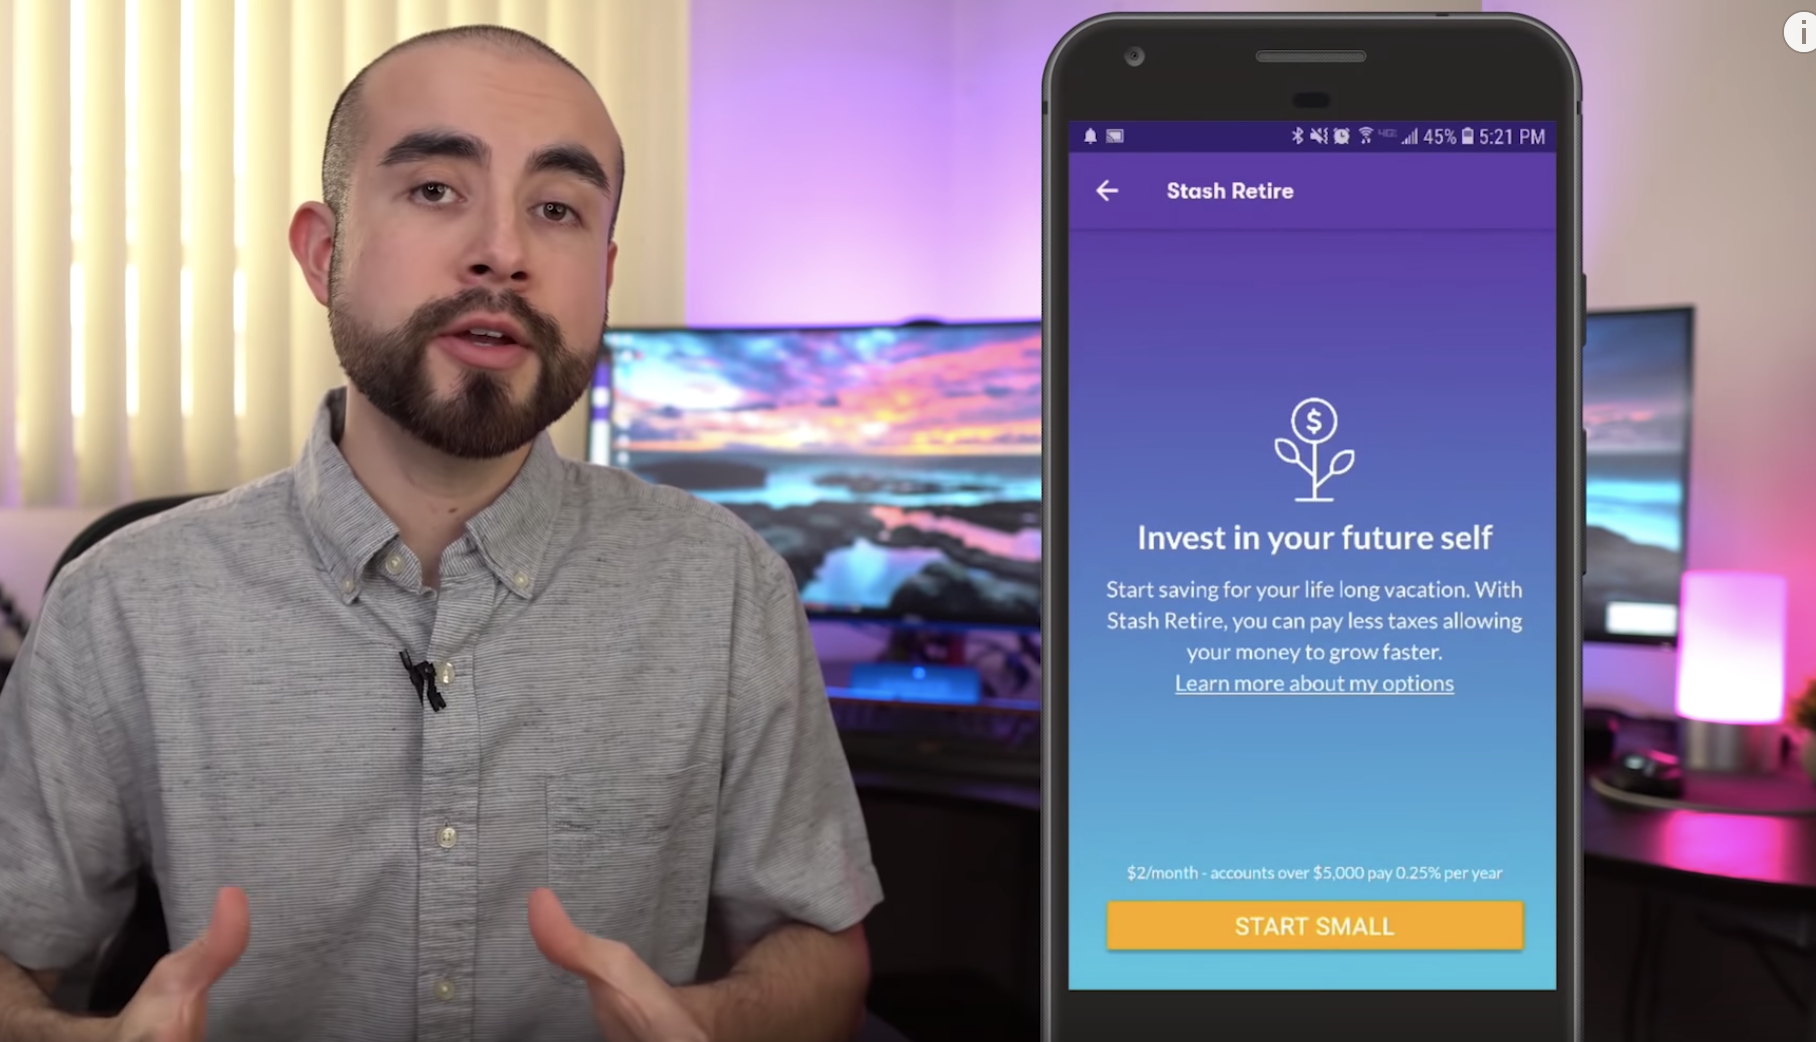 45% 5:21 PM
Stash Retire
$
Invest in your future self
Start saving for your life long vacation. With
Stash Retire, you can pay less taxes allowing
your money to grow faster.
Learn more about my options
$2/month - accounts over $5,000 pay 0.25% per year
START SMALL